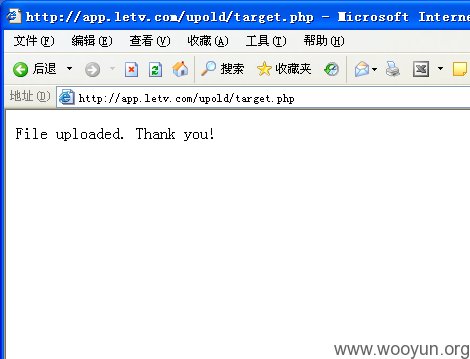 http://app.letv.com/upold/target.php - Microsoft Interne
文件(F) 编辑(E) 查看(V) 收藏(A) 工具(T) 帮助(H)
后退 搜索 收藏夹
地址(D) http://app.letv.com/upold/target.php
File uploaded. Thank you!
www.wooyun.org